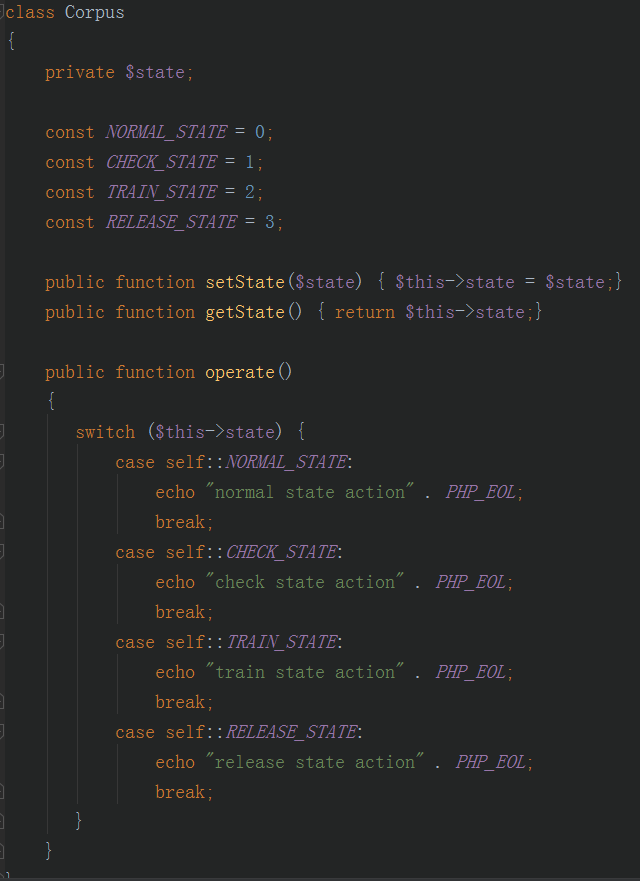 class Corpus
{
    private $state;

    const NORMAL_STATE = 0;
    const CHECK_STATE = 1;
    const TRAIN_STATE = 2;
    const RELEASE_STATE = 3;

    public function setState($state) { $this->state = $state;}
    public function getState() { return $this->state;}

    public function operate()
    {
       switch ($this->state) {
           case self::NORMAL_STATE:
               echo "normal state action" . PHP_EOL;
               break;
           case self::CHECK_STATE:
               echo "check state action" . PHP_EOL;
               break;
           case self::TRAIN_STATE:
               echo "train state action" . PHP_EOL;
               break;
           case self::RELEASE_STATE:
               echo "release state action" . PHP_EOL;
               break;
       }
    }
}